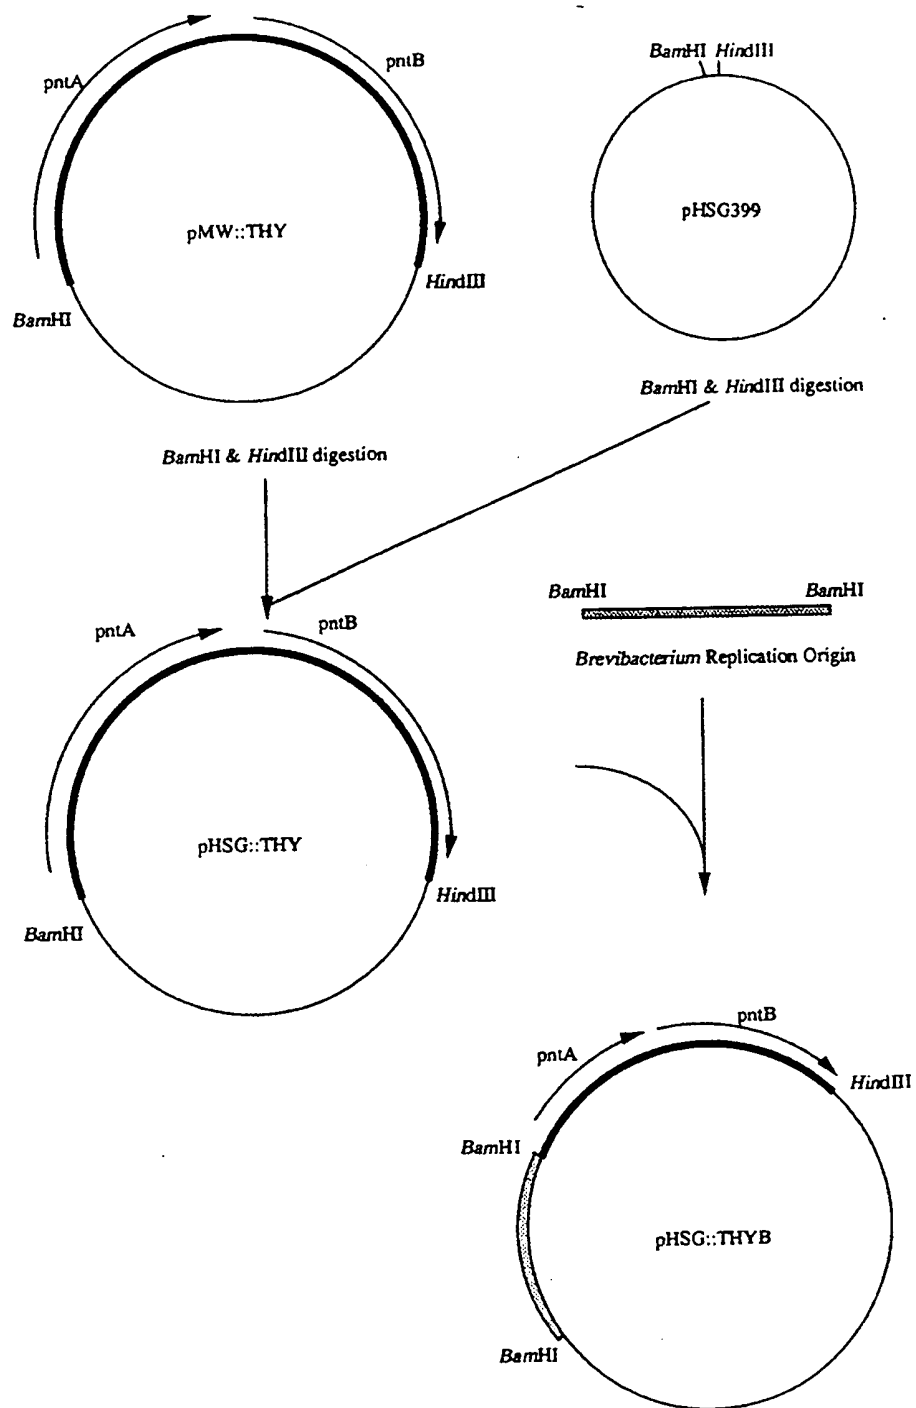 pntA
pntB
BamHI HindIII
pMW::THY
pHSG399
BamHI
HindIII
BamHI & HindIII digestion
BamHI & HindIII digestion
BamHI
BamHI
pntA
pntB
Brevibacterium Replication Origin
pHSG::THY
BamHI
HindIII
pntA
pntB
HindIII
BamHI
pHSG::THYB
BamHI